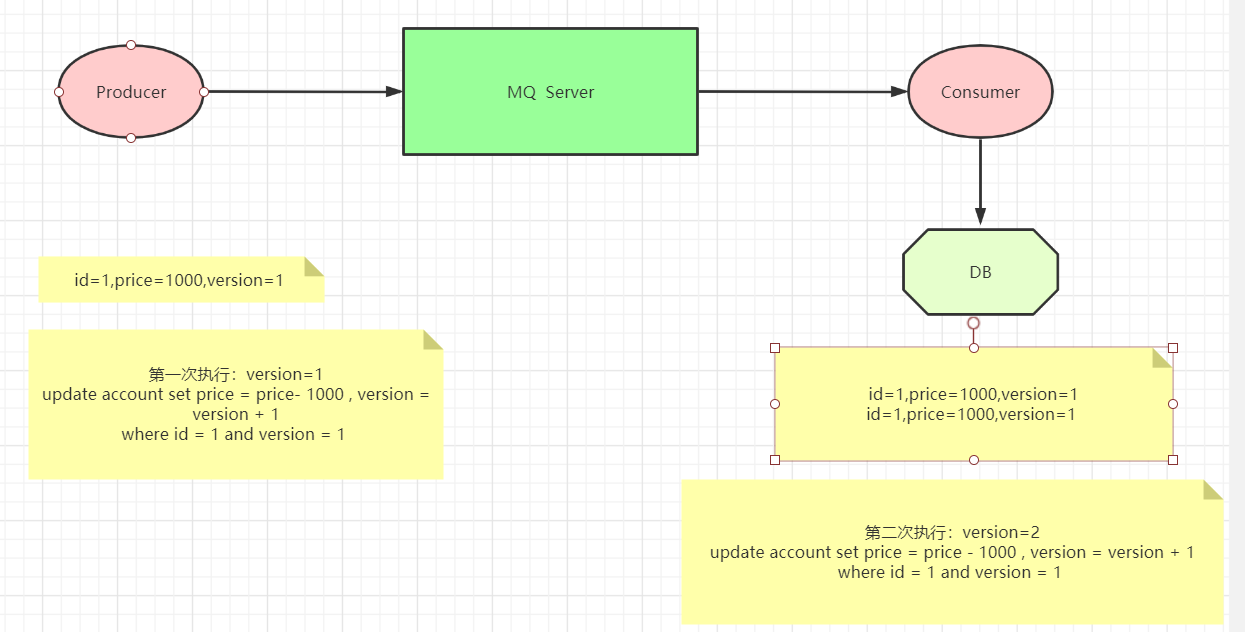 Producer
MQ  Server
Consumer
DB
id=1,price=1000,version=1
第一次执行：version=1
update account set price = price- 1000 , version =
version + 1
where id = 1 and version = 1
id=1,price=1000,version=1
id=1,price=1000,version=1
第二次执行：version=2
update account set price = price - 1000 , version = version + 1
where id = 1 and version = 1